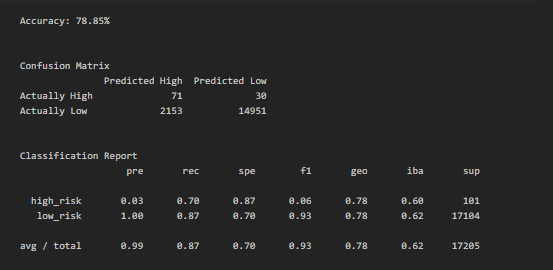 Accuracy: 78.85%
Confusion Matrix
Predicted High Predicted Low
Actually High 71 30
Actually Low 2153 14951
Classification Report
pre rec spe f1 geo iba sup
high_risk 0.03 0.70 0.87 0.06 0.78 0.60 101
low_risk 1.00 0.87 0.70 0.93 0.78 0.62 17104
avg / total 0.99 0.87 0.70 0.93 0.78 0.62 17205